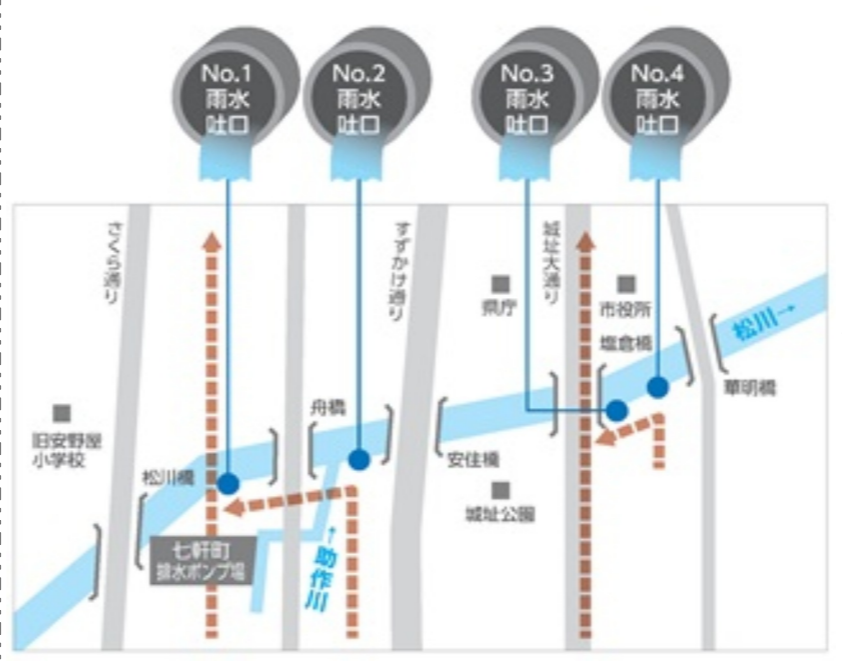 No.1
雨水
吐口
No.2
雨水
吐口
No.3
雨水
吐口
No.4
雨水
吐口
さくら通り
すずかけ通り
城址大通り
県庁
市役所
塩倉橋
松川→
華明橋
舟橋
旧安野屋
小学校
松川橋
安住橋
城址公園
七軒町
排水ポンプ場
↑助作川